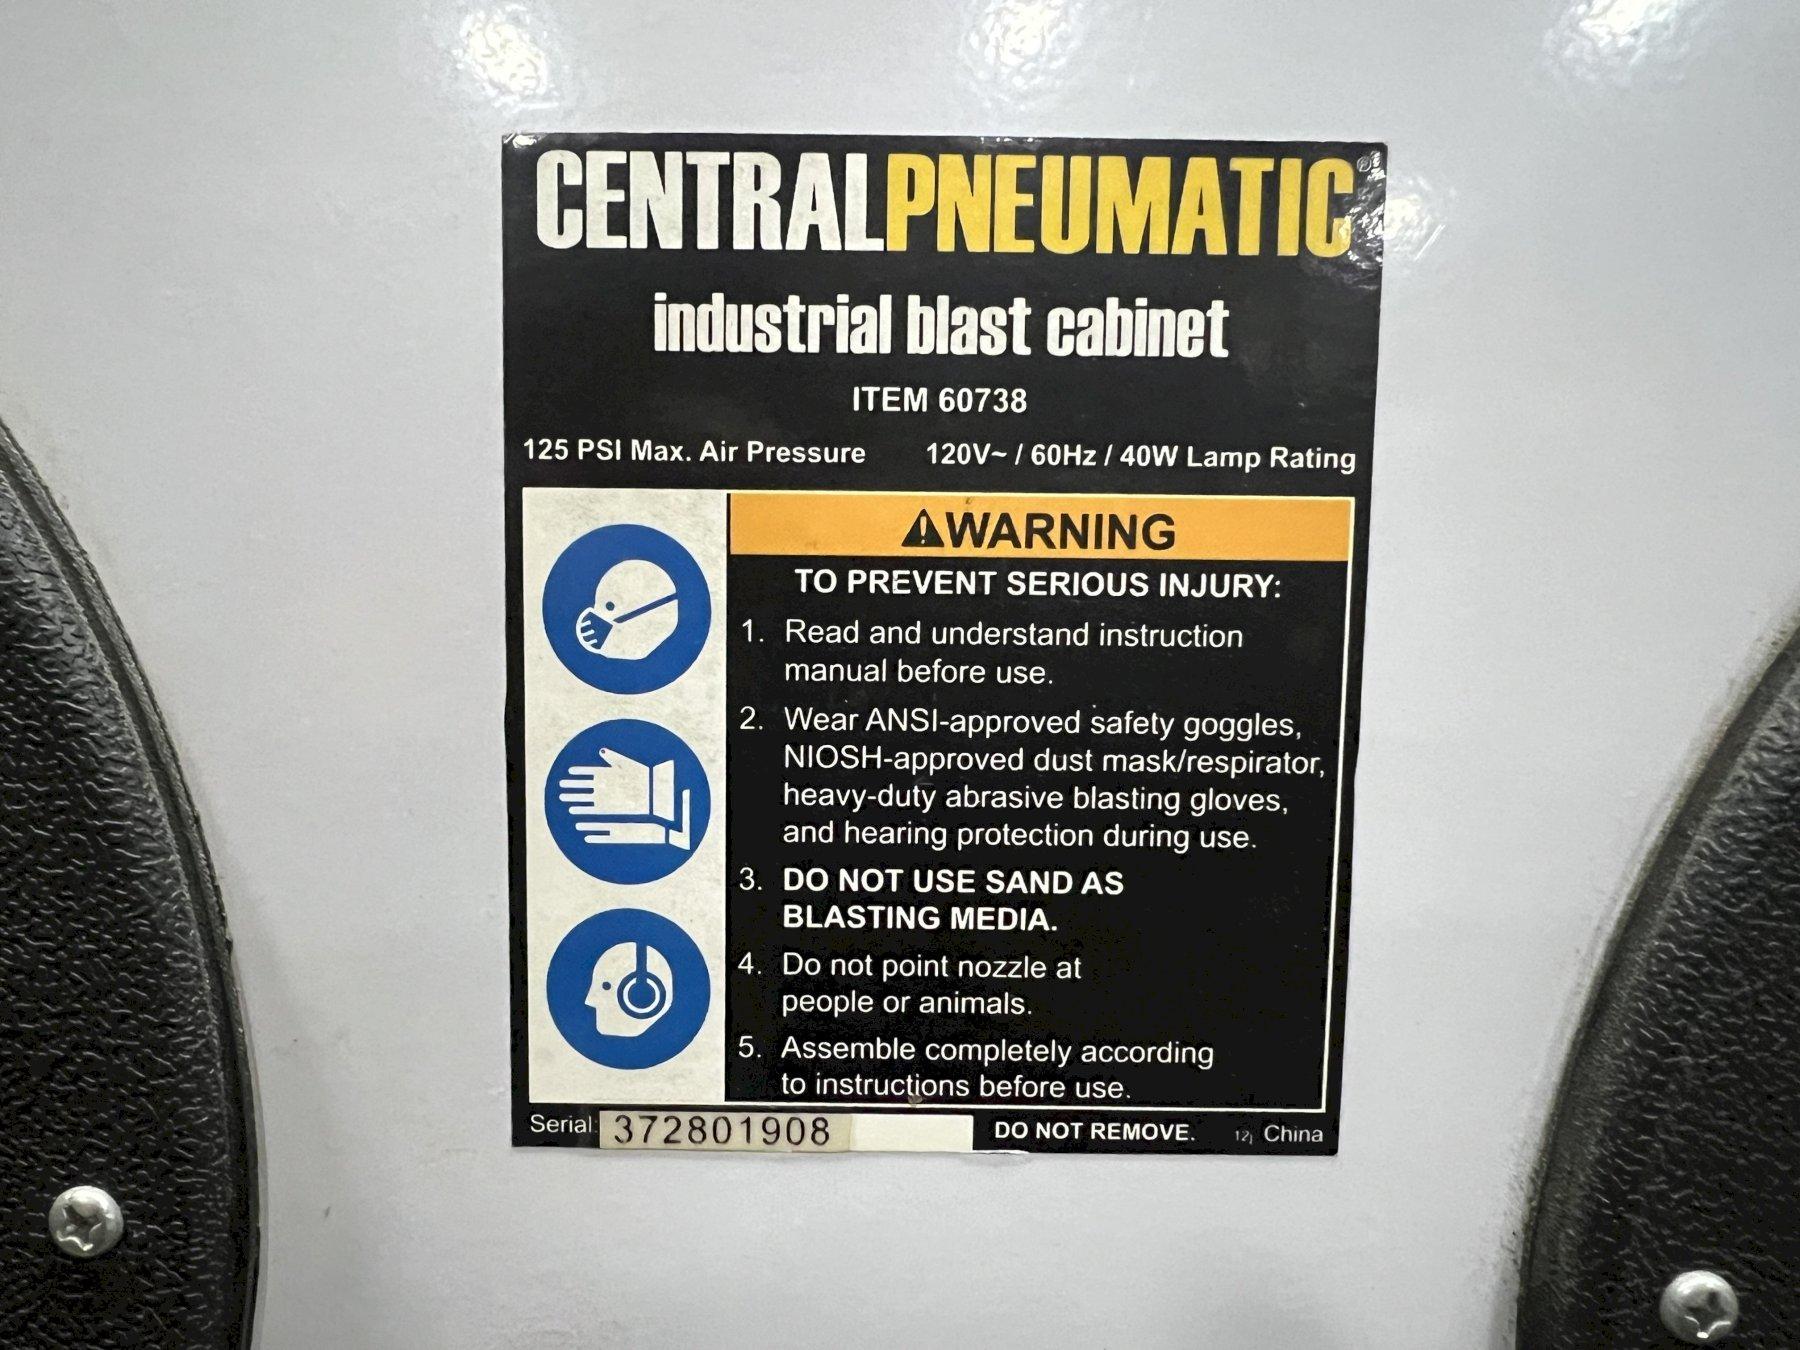 CENTRALPNEUMATIC®
industrial blast cabinet
ITEM 60738
125 PSI Max. Air Pressure 120V~ / 60Hz / 40W Lamp Rating
⚠WARNING
TO PREVENT SERIOUS INJURY:
1. Read and understand instruction
manual before use.
2. Wear ANSI-approved safety goggles,
NIOSH-approved dust mask/respirator,
heavy-duty abrasive blasting gloves,
and hearing protection during use.
3. DO NOT USE SAND AS
BLASTING MEDIA.
4. Do not point nozzle at
people or animals.
5. Assemble completely according
to instructions before use.
Serial: 372801908 DO NOT REMOVE. 12j China